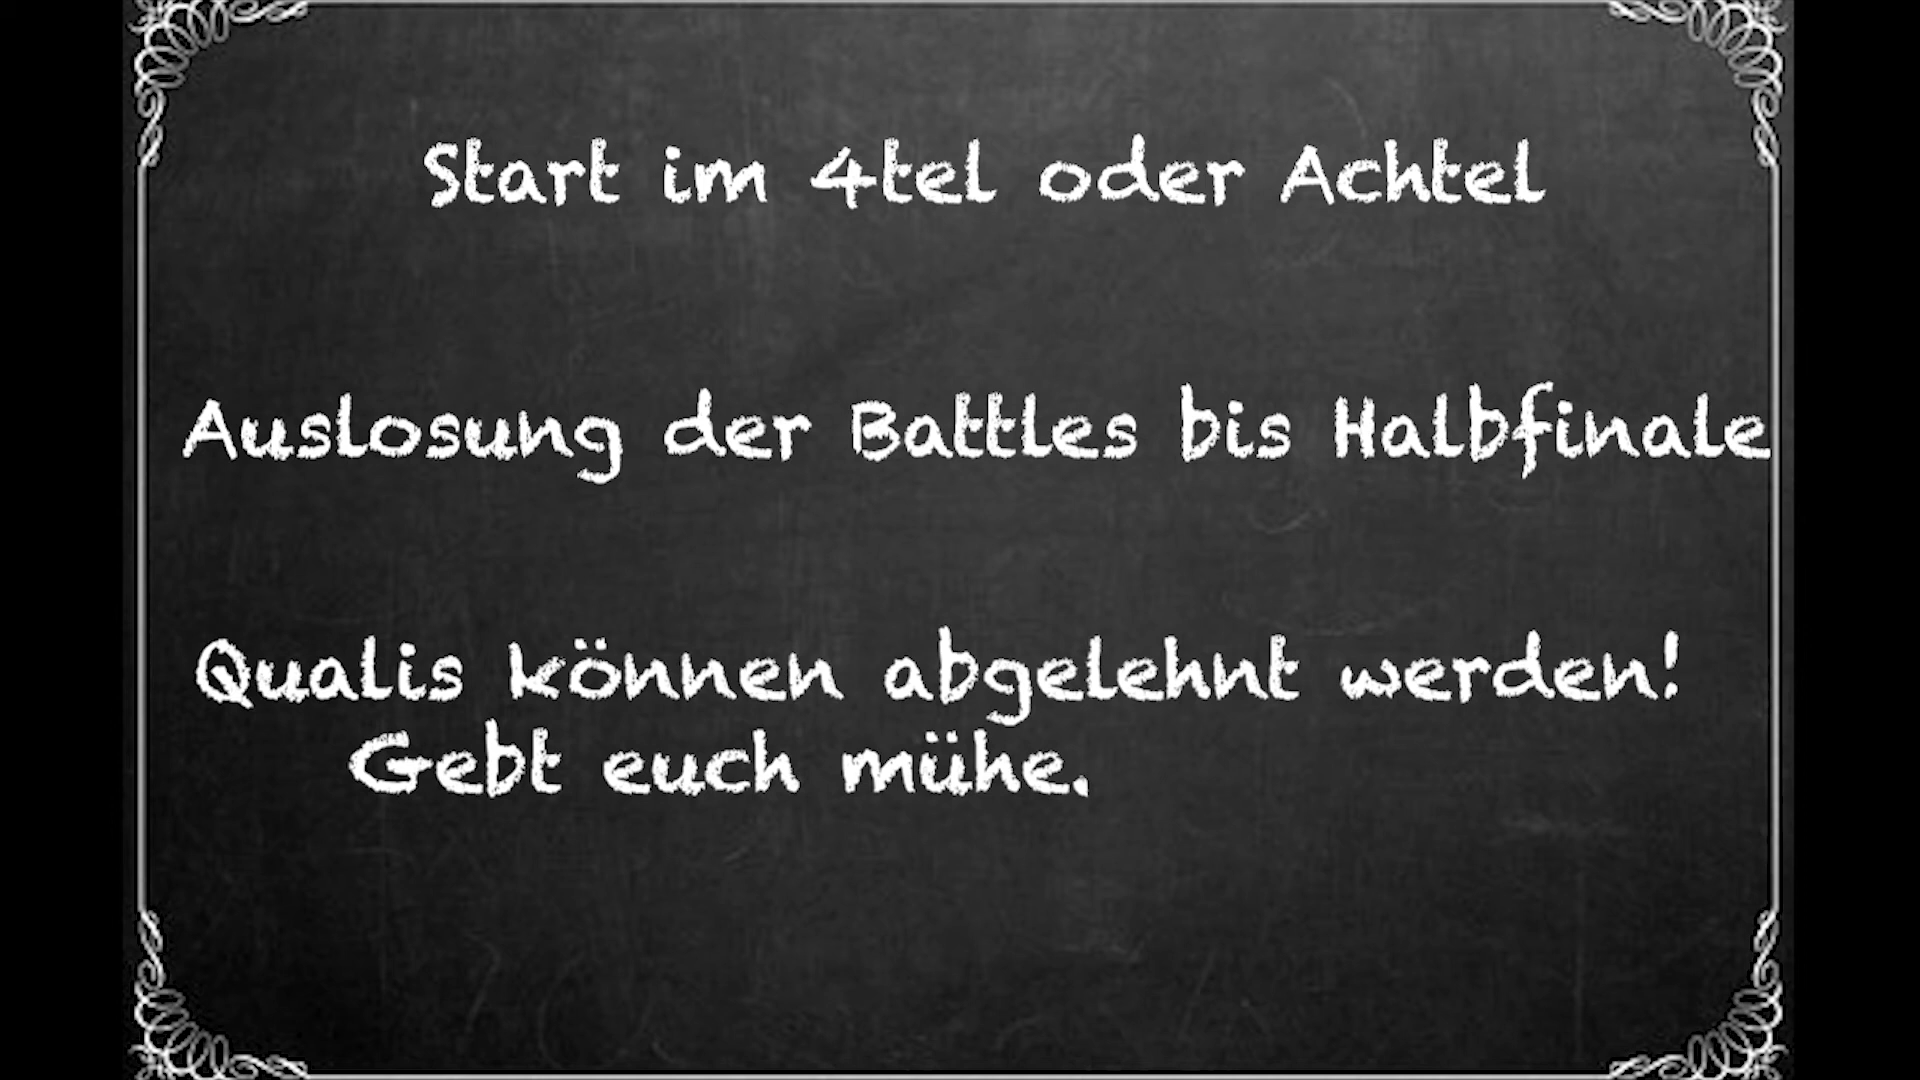 Start im 4tel oder Achtel
Auslosung der Battles bis Halbfinale
Qualis können abgelehnt werden!
Gebt euch mühe.